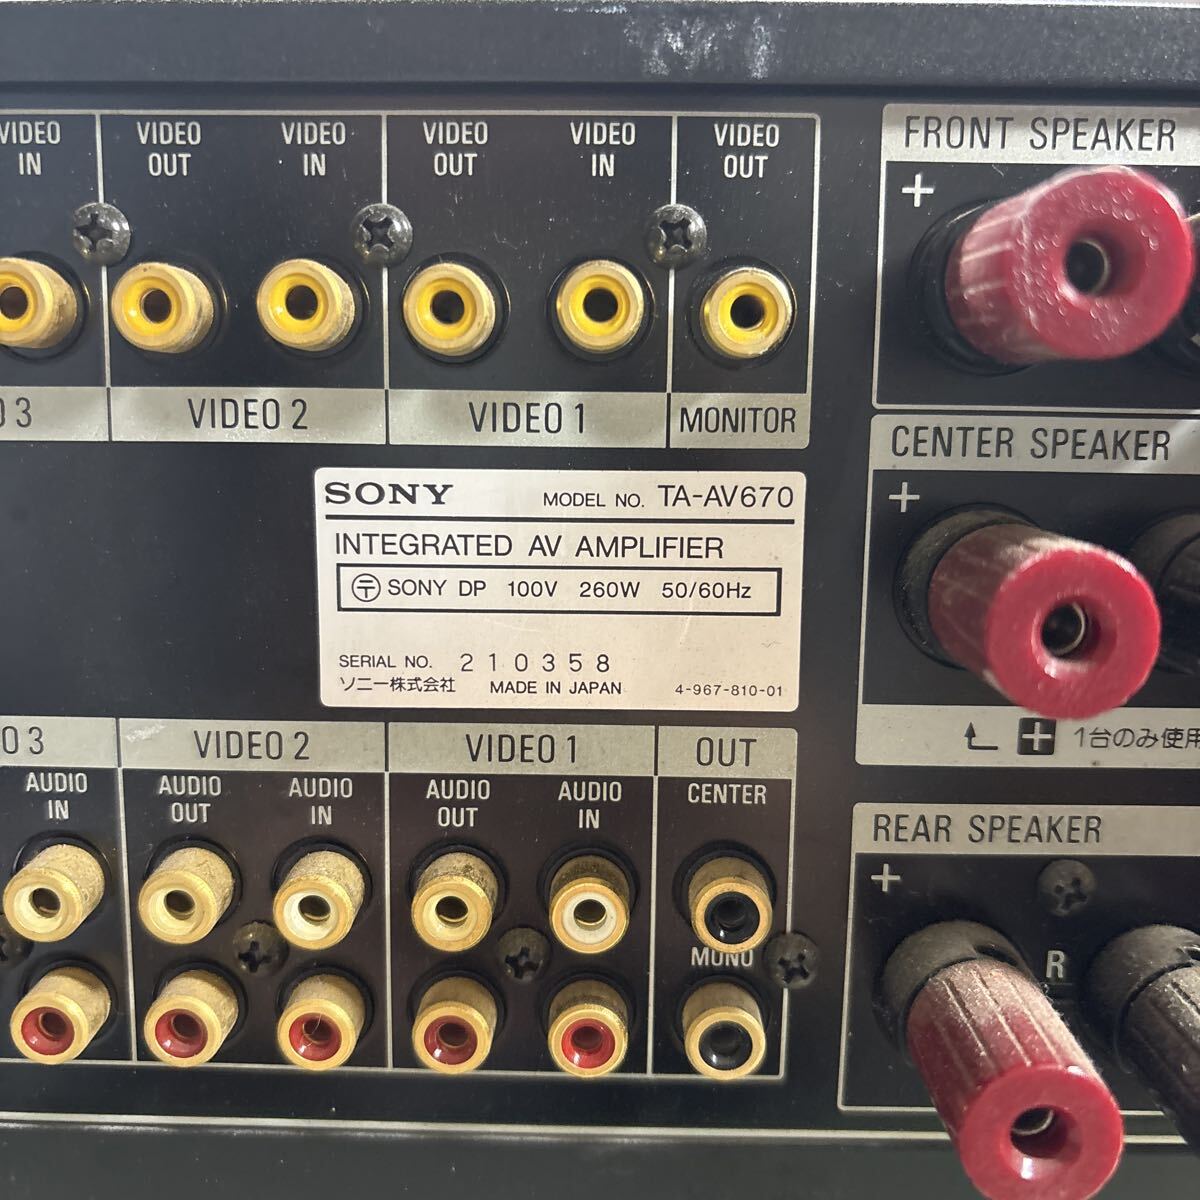 VIDEO IN VIDEO OUT VIDEO IN VIDEO OUT VIDEO IN VIDEO OUT
3 VIDEO 2 VIDEO 1 MONITOR
FRONT SPEAKER
+
CENTER SPEAKER
+
SONY MODEL NO. TA-AV670
INTEGRATED AV AMPLIFIER
〒 SONY DP 100V 260W 50/60Hz
SERIAL NO. 210358
ソニー株式会社 MADE IN JAPAN 4-967-810-01
+ 1台のみ使用
O 3 VIDEO 2 VIDEO 1 OUT
AUDIO IN AUDIO OUT AUDIO IN AUDIO OUT AUDIO IN CENTER
MONO
REAR SPEAKER
+
R